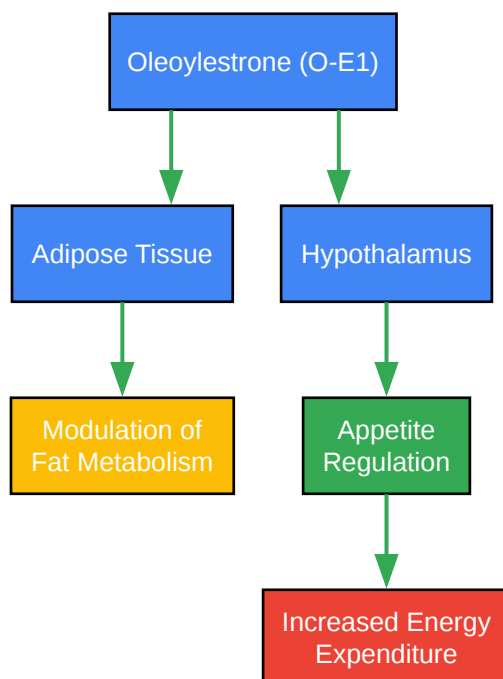 Oleoylestrone (O-E1)
Adipose Tissue
Hypothalamus
Modulation of
Fat Metabolism
Appetite
Regulation
Increased Energy
Expenditure